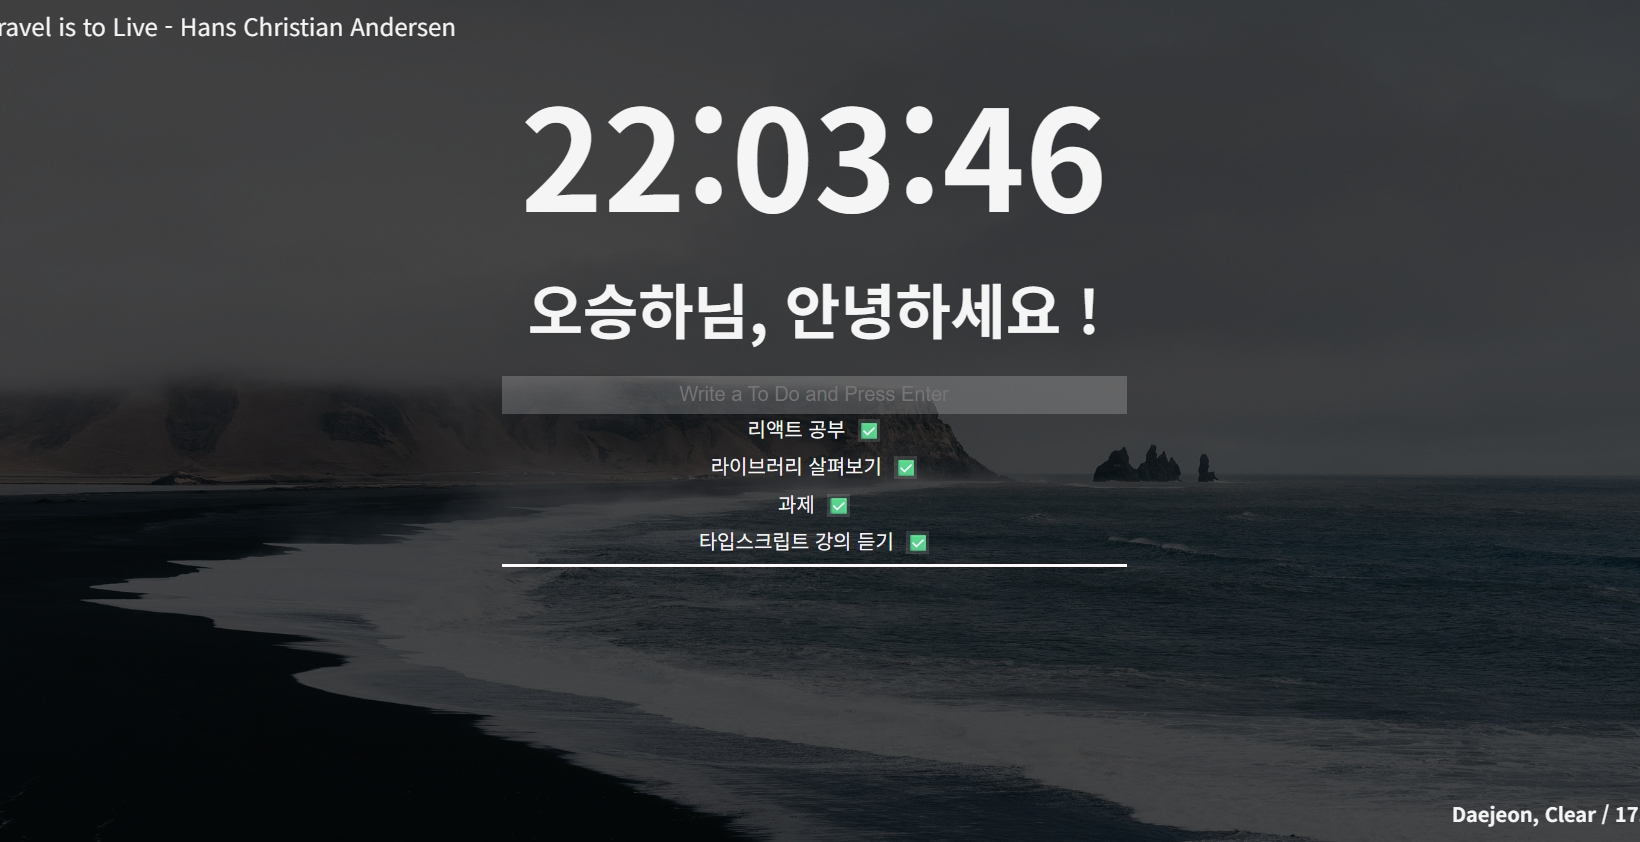 ravel is to Live - Hans Christian Andersen
22:03:46
오승하님, 안녕하세요 !
Write a To Do and Press Enter
리액트 공부 ✅
라이브러리 살펴보기 ✅
과제 ✅
타입스크립트 강의 듣기 ✅
Daejeon, Clear / 17.